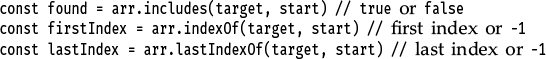 const found = arr.includes(target, start) // true or false
const firstIndex = arr.indexOf(target, start) // first index or -1
const lastIndex = arr.lastIndexOf(target, start) // last index or -1